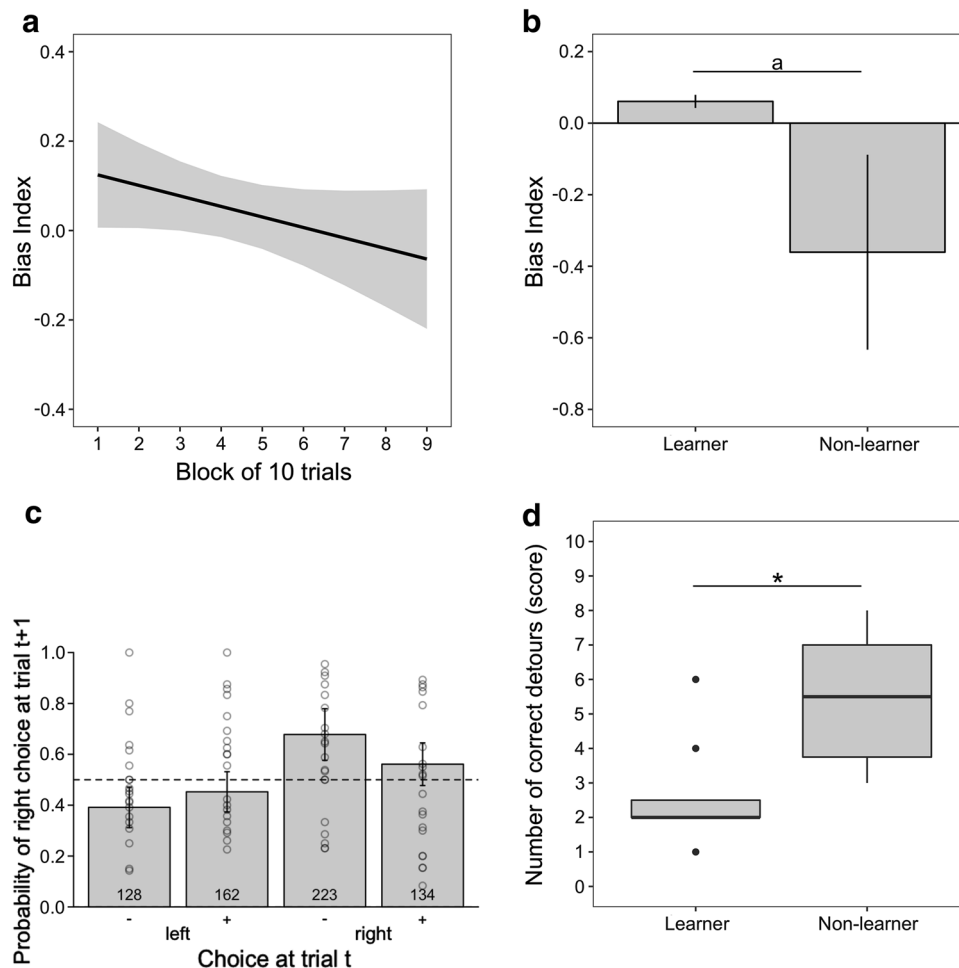 a
0.4
0.2
0.0
-0.2
-0.4
Bias Index
1 2 3 4 5 6 7 8 9
Block of 10 trials
b
a
0.2
0.0
-0.2
-0.4
-0.6
-0.8
Bias Index
Learner Non-learner
c
1.0
0.8
0.6
0.4
0.2
0.0
Probability of right choice at trial t+1
128 162 223 134
- + - +
left right
Choice at trial t
d
*
10
9
8
7
6
5
4
3
2
1
0
Number of correct detours (score)
Learner Non-learner